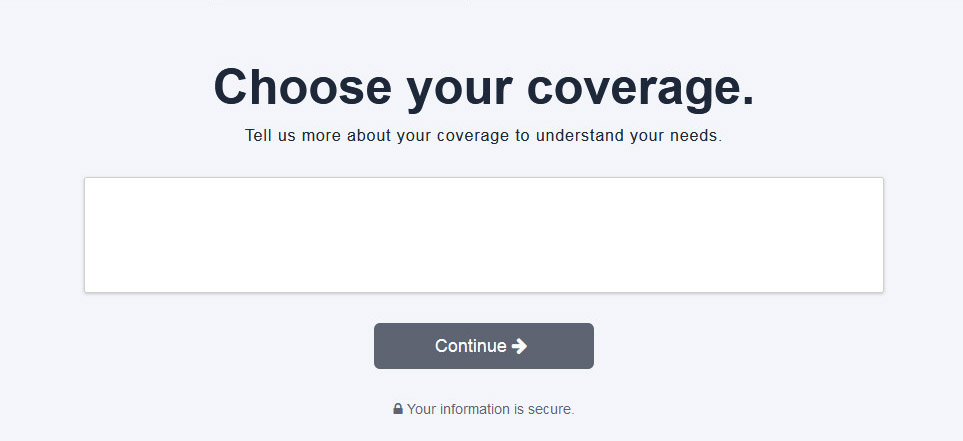 Choose your coverage.
Tell us more about your coverage to understand your needs.
Continue
Your information is secure.